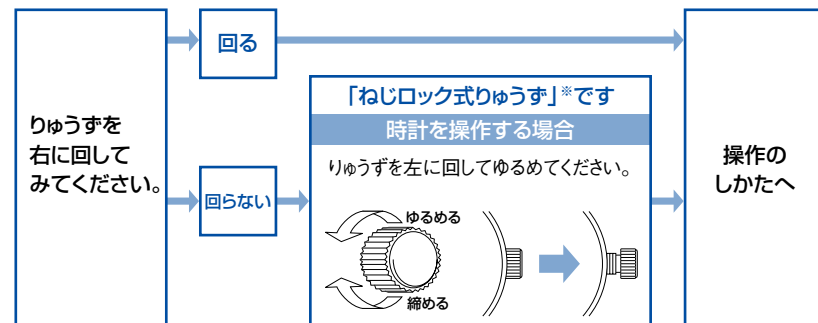 りゅうずを
右に回して
みてください。
回る
回らない
「ねじロック式りゅうず」※です
時計を操作する場合
りゅうずを左に回してゆるめてください。
ゆるめる
締める
操作の
しかたへ